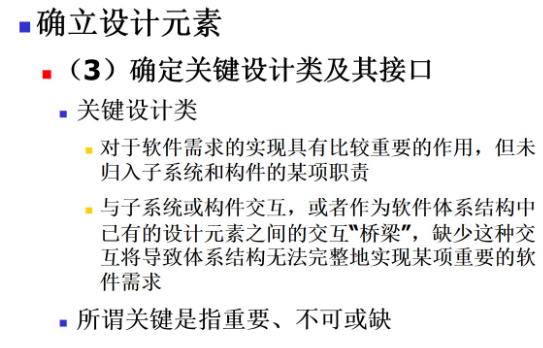 确立设计元素
（3）确定关键设计类及其接口
关键设计类
对于软件需求的实现具有比较重要的作用，但未
归入子系统和构件的某项职责
与子系统或构件交互，或者作为软件体系结构中
已有的设计元素之间的交互“桥梁”，缺少这种交
互将导致体系结构无法完整地实现某项重要的软
件需求
所谓关键是指重要、不可或缺